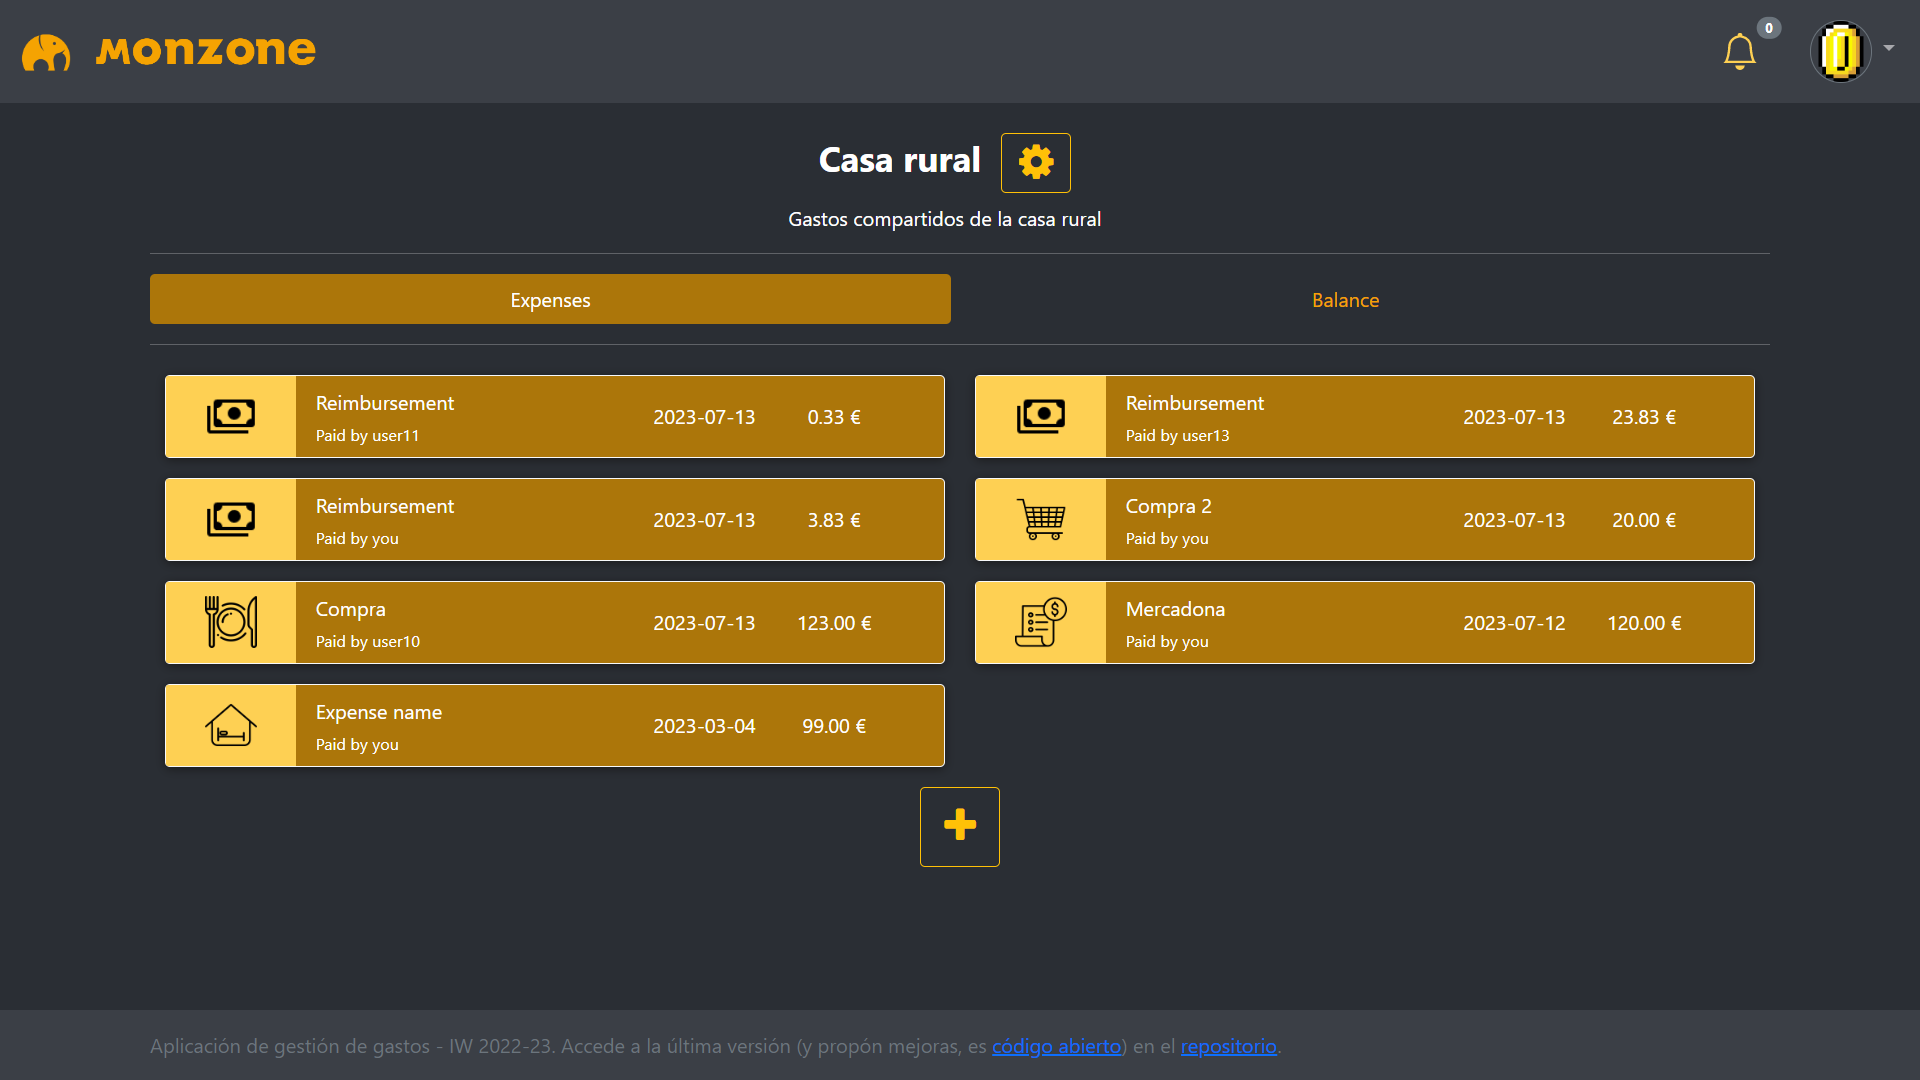 Monzone
0
Casa rural
Gastos compartidos de la casa rural
Expenses
Balance
Reimbursement
Paid by user11
2023-07-13
0.33 €
Reimbursement
Paid by user13
2023-07-13
23.83 €
Reimbursement
Paid by you
2023-07-13
3.83 €
Compra 2
Paid by you
2023-07-13
20.00 €
Compra
Paid by user10
2023-07-13
123.00 €
Mercadona
Paid by you
2023-07-12
120.00 €
Expense name
Paid by you
2023-03-04
99.00 €
Aplicación de gestión de gastos - IW 2022-23. Accede a la última versión (y propón mejoras, es código abierto) en el repositorio.